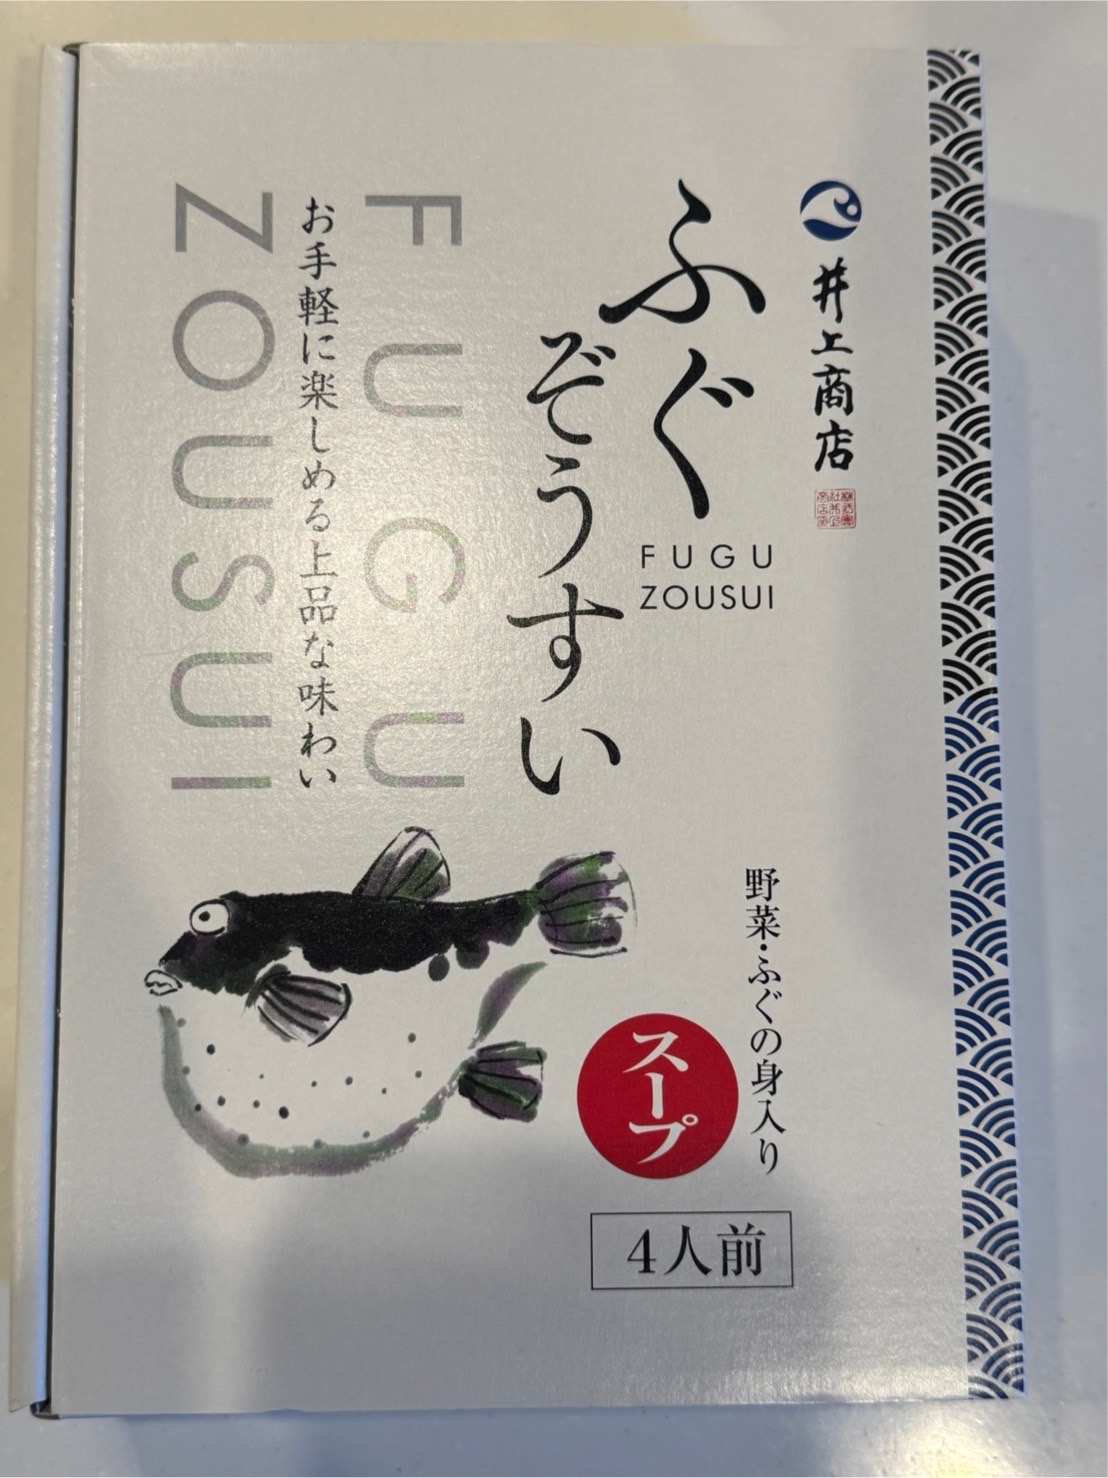 井上商店
ふぐ
ぞうすい
FUGU
ZOUSUI
FUGU
お手軽に楽しめる上品な味わい
ZOUSUI
野菜・ふぐの身入り
スープ
4人前